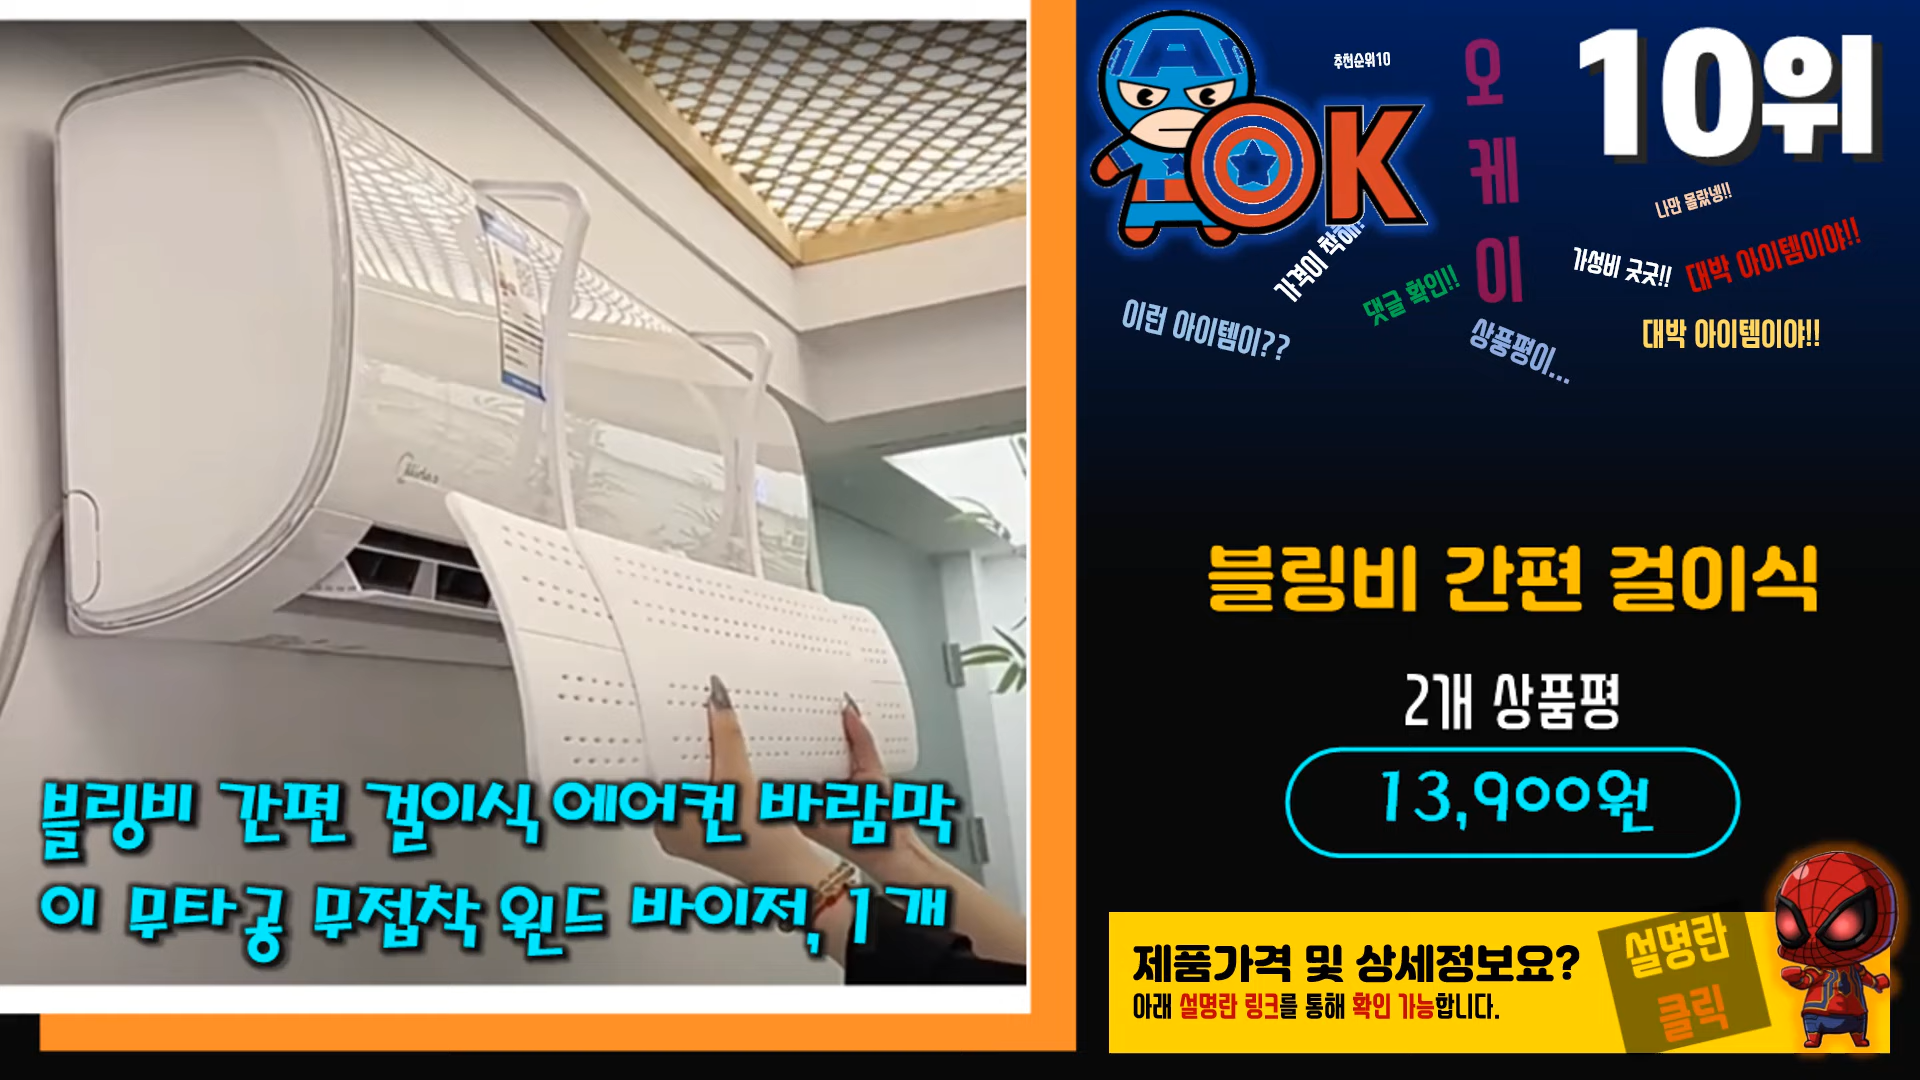 추천순위10
오
케
이
10위
A
OK
나만 몰랐넹!!
가격이 착해!
댓글 확인!!
가성비 굿굿!!
대박 아이템이야!!
이런 아이템이??
상품평이...
대박 아이템이야!!
Midea
블링비 간편 걸이식
2개 상품평
13,900원
블링비 간편 걸이식 에어컨 바람막
이 무타공 무접착 윈드 바이저, 1개
제품가격 및 상세정보요?
아래 설명란 링크를 통해 확인 가능합니다.
설명란
클릭